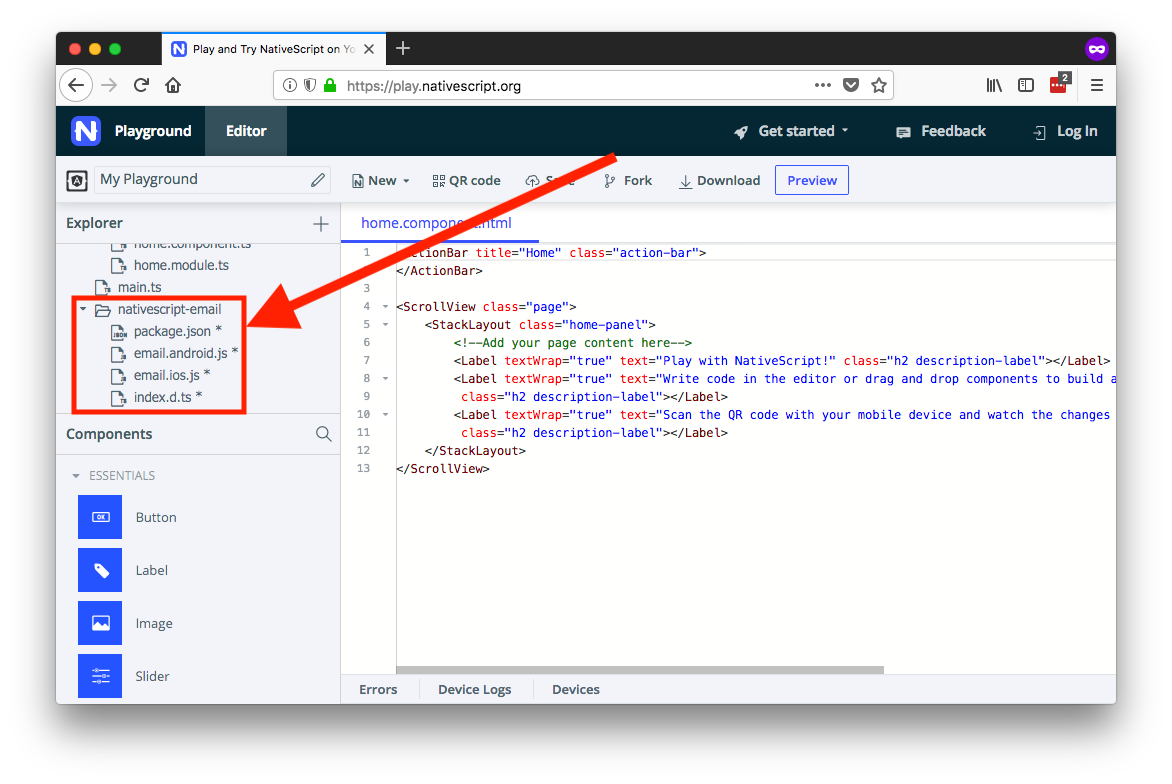 Play and Try NativeScript on Yo
https://play.nativescript.org
2
N Playground
Editor
Get started
Feedback
Log In
My Playground
New
QR code
Save
Fork
Download
Preview
Explorer
home.component.ts
home.module.ts
main.ts
nativescript-email
package.json *
email.android.js *
email.ios.js *
index.d.ts *
Components
ESSENTIALS
Button
Label
Image
Slider
home.component.html
1 <ActionBar title="Home" class="action-bar">
</ActionBar>
3
4 <ScrollView class="page">
5 <StackLayout class="home-panel">
6 <!--Add your page content here-->
7 <Label textWrap="true" text="Play with NativeScript!" class="h2 description-label"></Label>
8 <Label textWrap="true" text="Write code in the editor or drag and drop components to build a
9 class="h2 description-label"></Label>
10 <Label textWrap="true" text="Scan the QR code with your mobile device and watch the changes
11 class="h2 description-label"></Label>
12 </StackLayout>
13 </ScrollView>
Errors
Device Logs
Devices